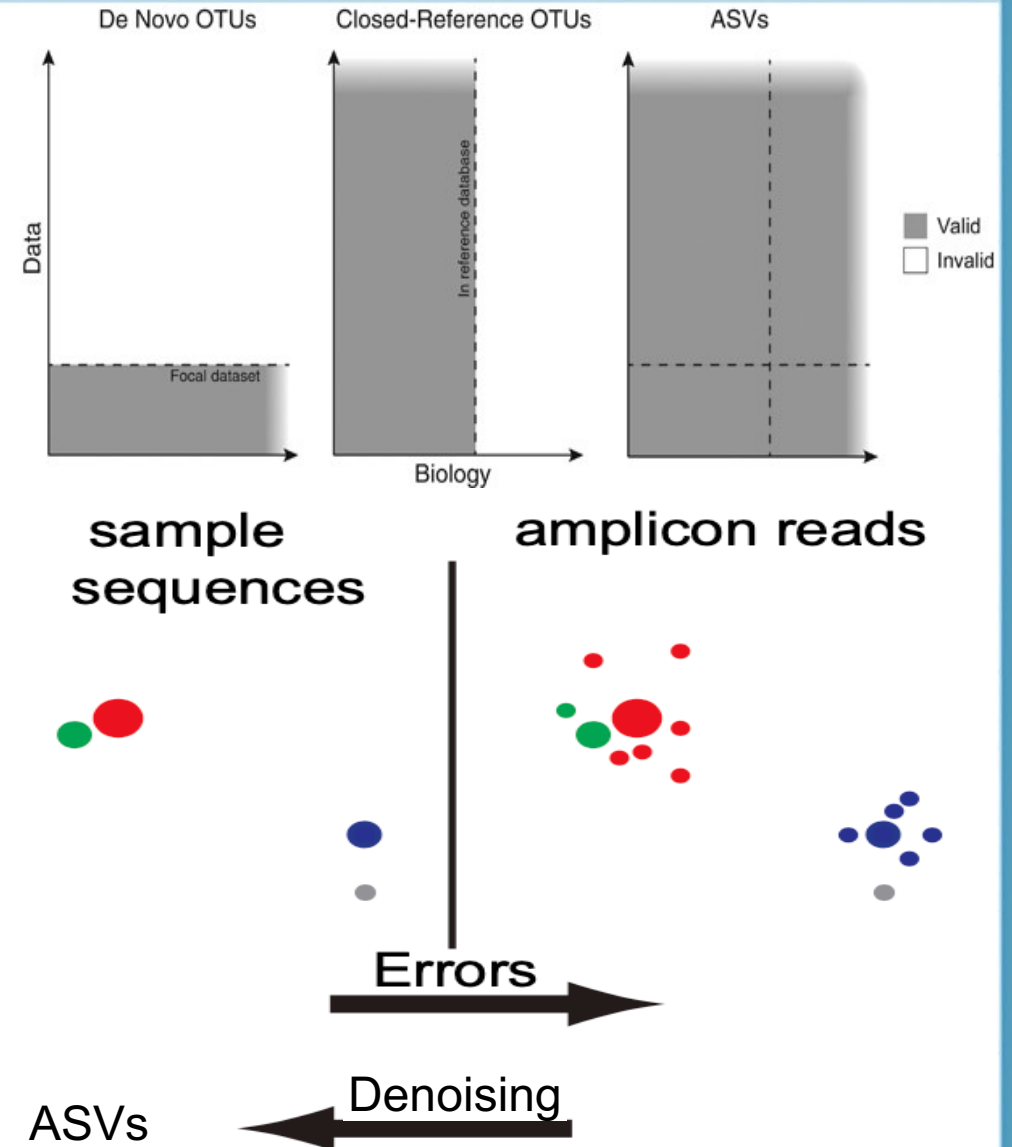 De Novo OTUs
Closed-Reference OTUs
ASVs
Data
Focal dataset
In reference database
Biology
Valid
Invalid
sample
sequences
amplicon reads
Errors
Denoising
ASVs